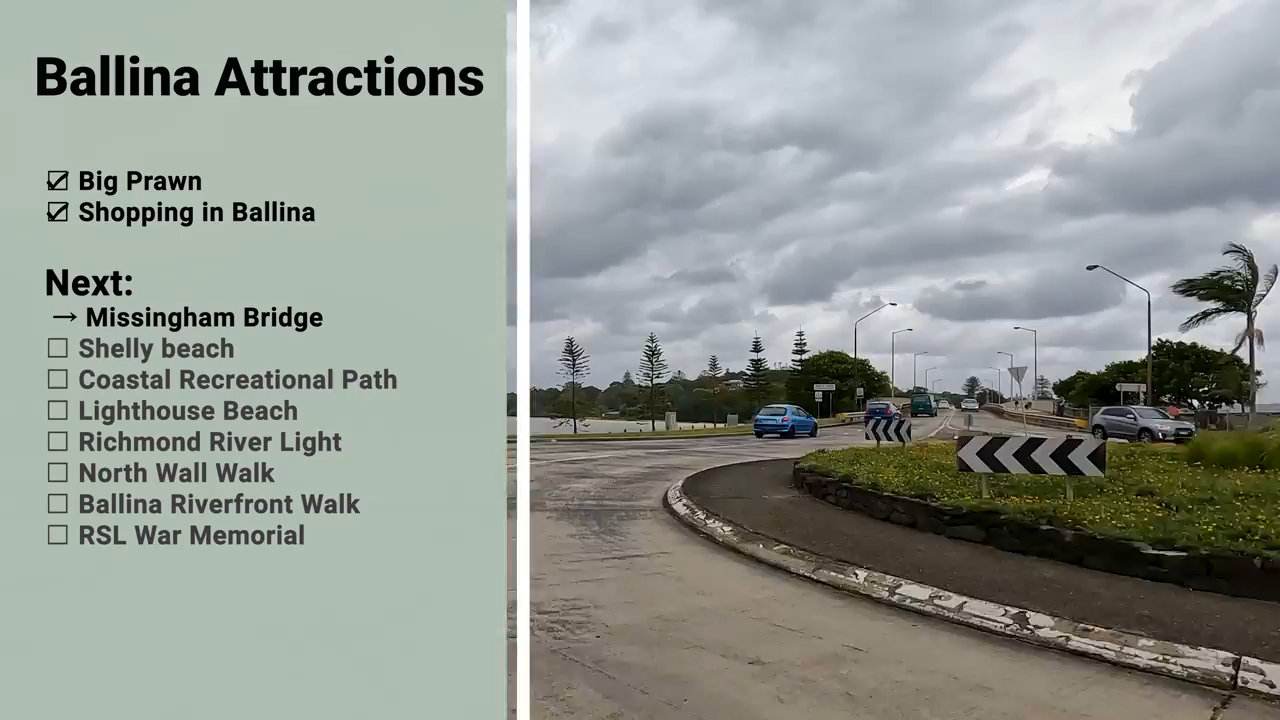 Ballina Attractions
☑ Big Prawn
☑ Shopping in Ballina
Next:
→ Missingham Bridge
☐ Shelly beach
☐ Coastal Recreational Path
☐ Lighthouse Beach
☐ Richmond River Light
☐ North Wall Walk
☐ Ballina Riverfront Walk
☐ RSL War Memorial